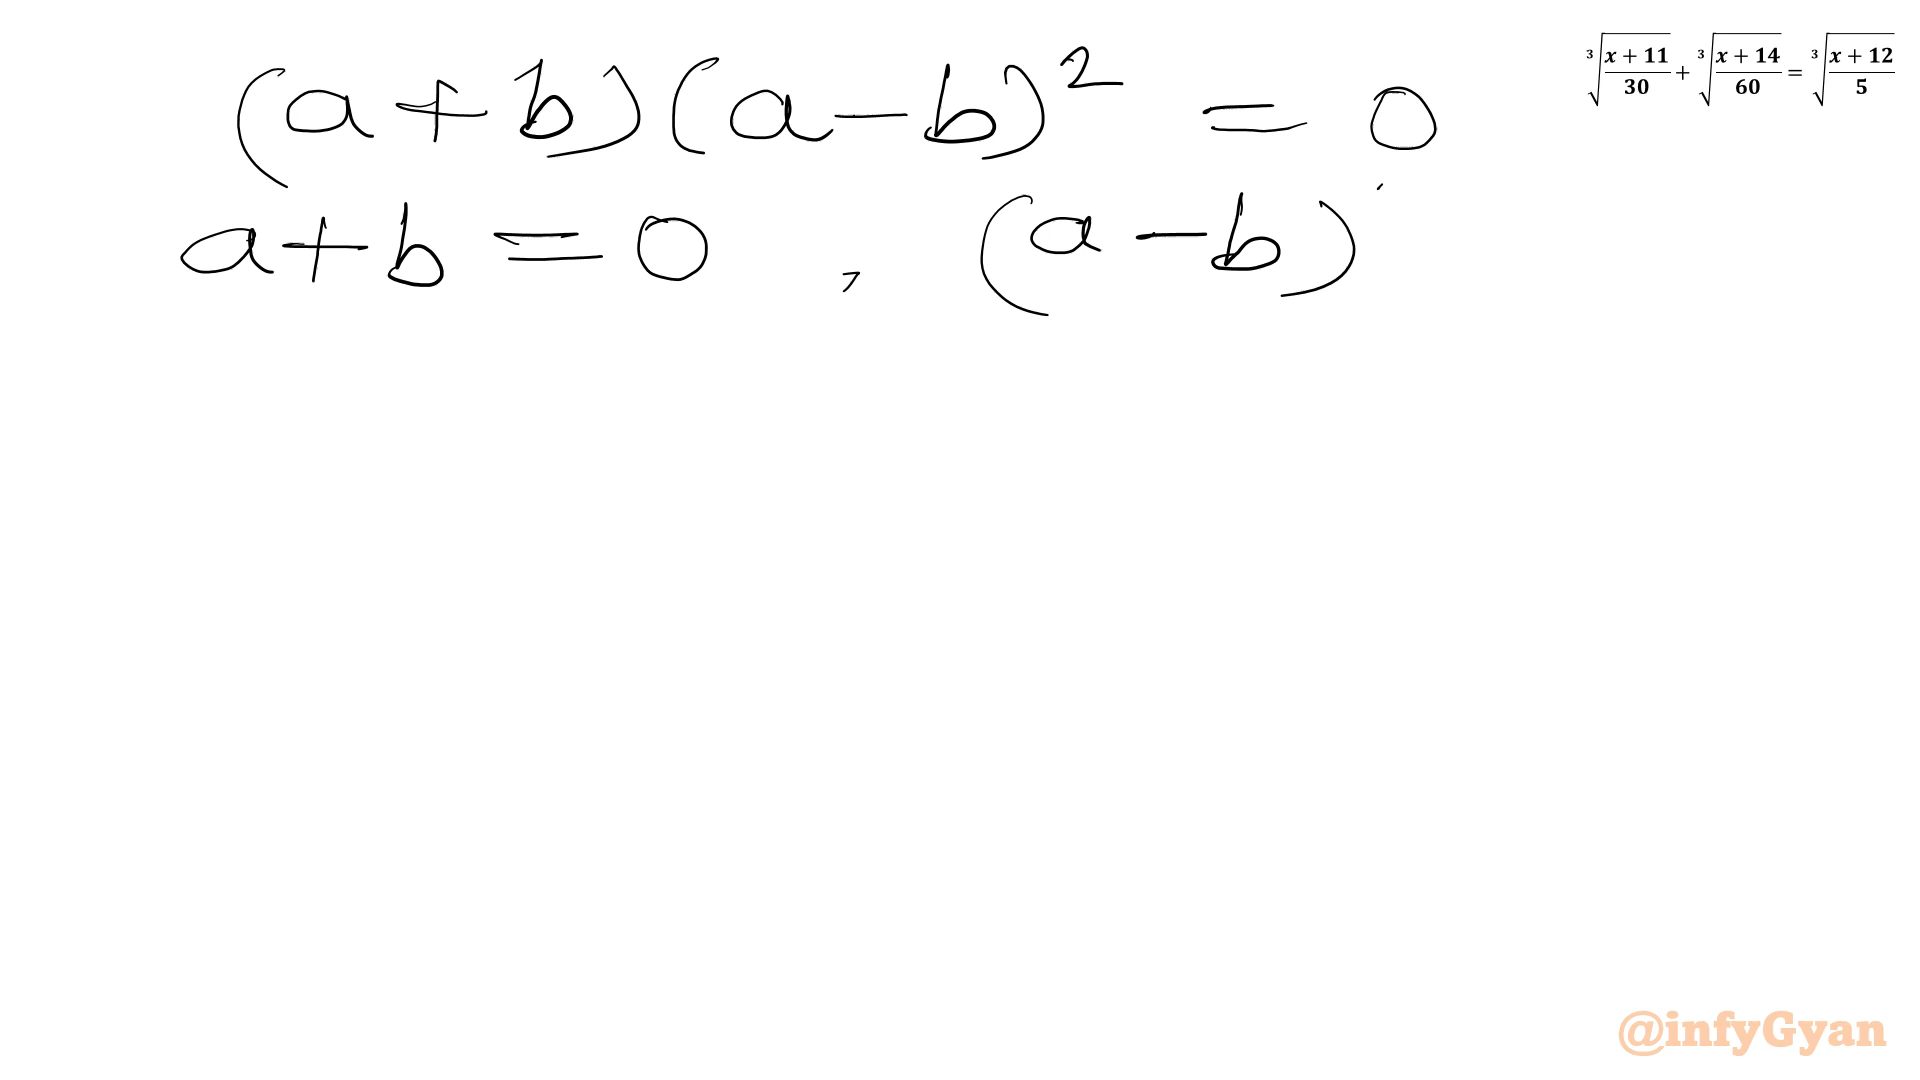 (a+b)(a-b)² = 0
∛((x + 11)/30) + ∛((x + 14)/60) = ∛((x + 12)/5)
a+b = 0 , (a-b)
@infyGyan